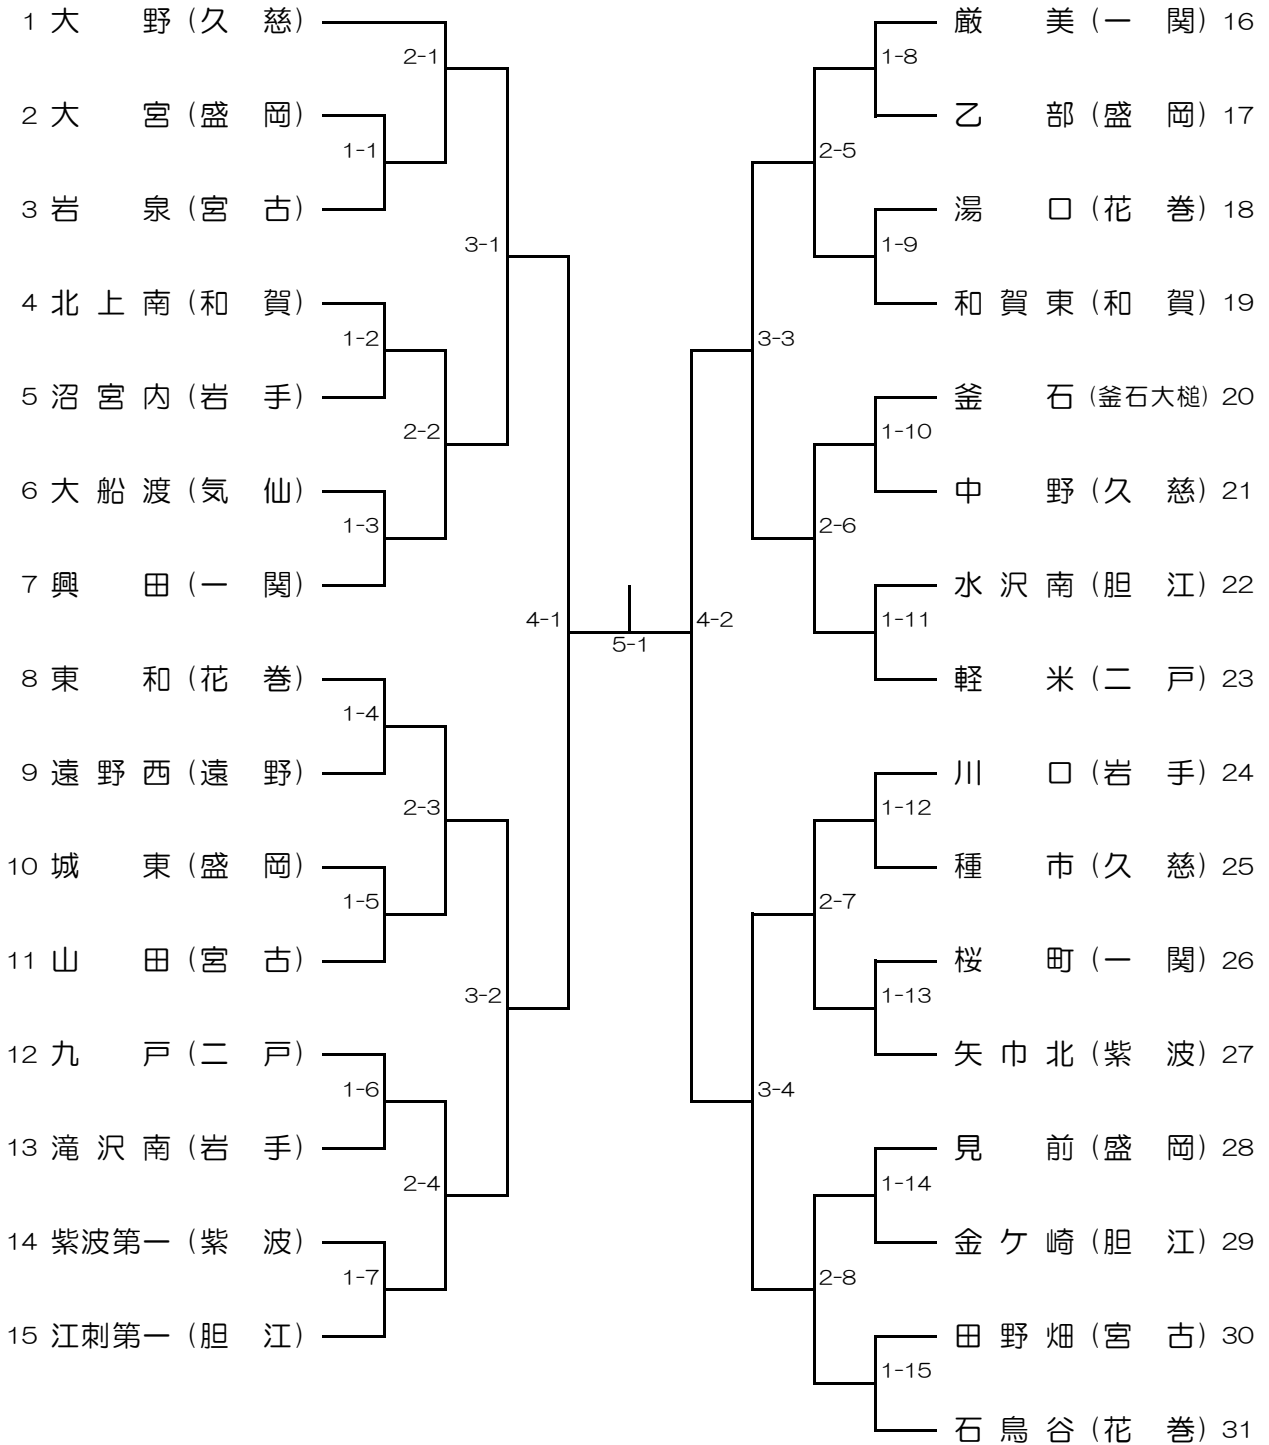 1 大野（久慈）
2-1
2 大宮（盛岡）
1-1
3 岩泉（宮古）
3-1
4 北上南（和賀）
1-2
5 沼宮内（岩手）
2-2
6 大船渡（気仙）
1-3
7 興田（一関）
4-1
8 東和（花巻）
1-4
9 遠野西（遠野）
2-3
10 城東（盛岡）
1-5
11 山田（宮古）
3-2
12 九戸（二戸）
1-6
13 滝沢南（岩手）
2-4
14 紫波第一（紫波）
1-7
15 江刺第一（胆江）
5-1
厳美（一関）16
1-8
乙部（盛岡）17
2-5
湯口（花巻）18
1-9
和賀東（和賀）19
3-3
釜石（釜石大槌）20
1-10
中野（久慈）21
2-6
水沢南（胆江）22
1-11
4-2
軽米（二戸）23
川口（岩手）24
1-12
種市（久慈）25
2-7
桜町（一関）26
1-13
矢巾北（紫波）27
3-4
見前（盛岡）28
1-14
金ケ崎（胆江）29
2-8
田野畑（宮古）30
1-15
石鳥谷（花巻）31